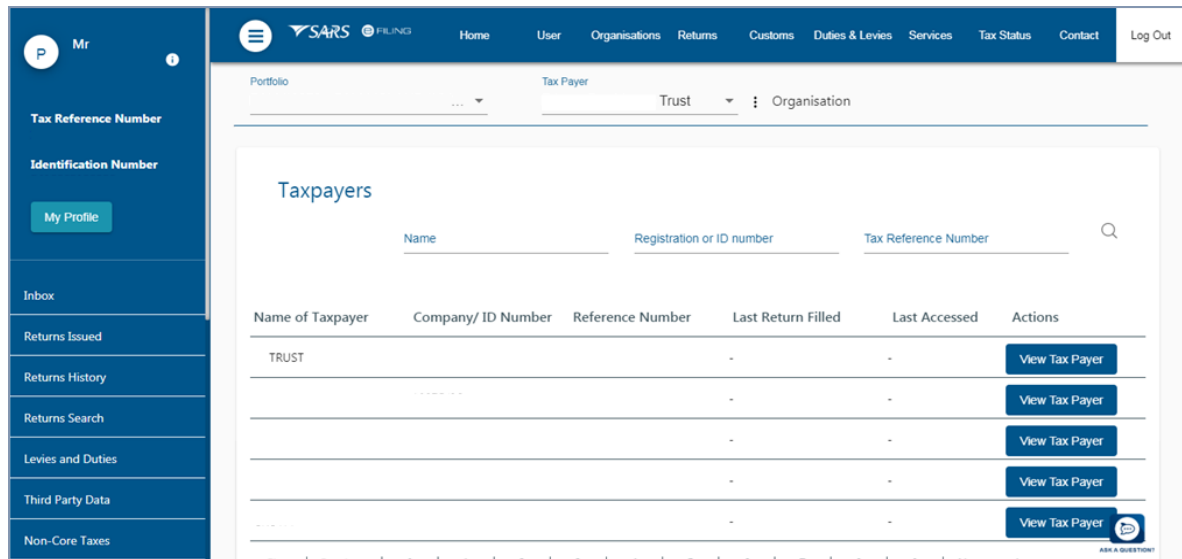 P
Mr
Tax Reference Number
Identification Number
My Profile
Inbox
Returns Issued
Returns History
Returns Search
Levies and Duties
Third Party Data
Non-Core Taxes
SARS eFILING Home User Organisations Returns Customs Duties & Levies Services Tax Status Contact Log Out
Portfolio Tax Payer
... Trust Organisation
Taxpayers
Name Registration or ID number Tax Reference Number
Name of Taxpayer Company/ ID Number Reference Number Last Return Filled Last Accessed Actions
TRUST - - View Tax Payer
- - View Tax Payer
- - View Tax Payer
- - View Tax Payer
- - View Tax Payer
ASK A QUESTION?